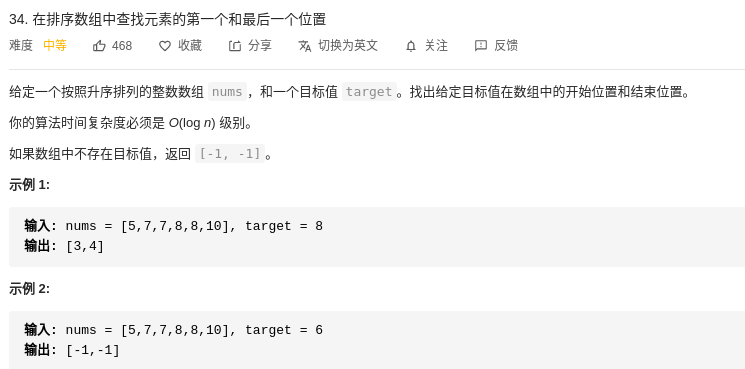 34. 在排序数组中查找元素的第一个和最后一个位置
难度 中等 468 收藏 分享 切换为英文 关注 反馈
给定一个按照升序排列的整数数组 nums，和一个目标值 target。找出给定目标值在数组中的开始位置和结束位置。
你的算法时间复杂度必须是 O(log n) 级别。
如果数组中不存在目标值，返回 [-1, -1]。
示例 1:
输入: nums = [5,7,7,8,8,10], target = 8
输出: [3,4]
示例 2:
输入: nums = [5,7,7,8,8,10], target = 6
输出: [-1,-1]